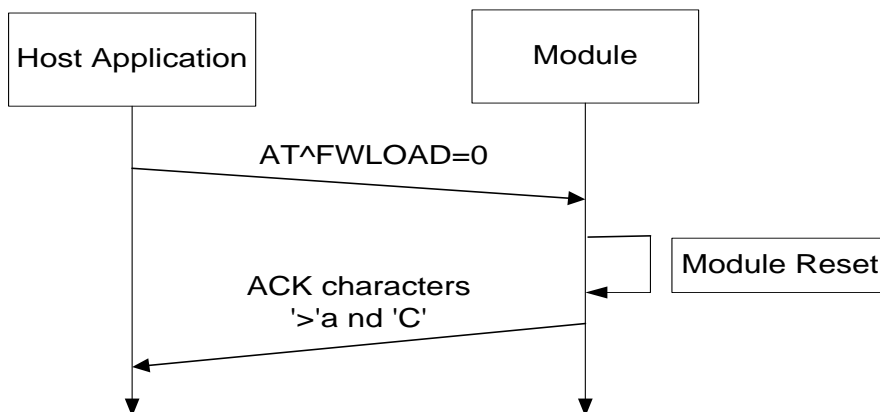 Host Application
Module
AT^FWLOAD=0
Module Reset
ACK characters
'>'a nd 'C'